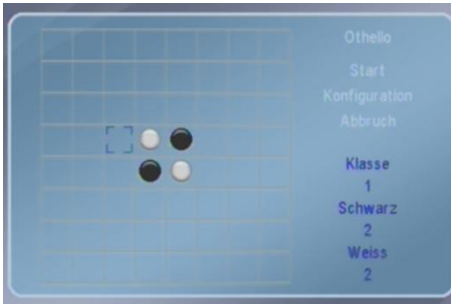 Othello
Start
Konfiguration
Abbruch
Klasse
1
Schwarz
2
Weiss
2